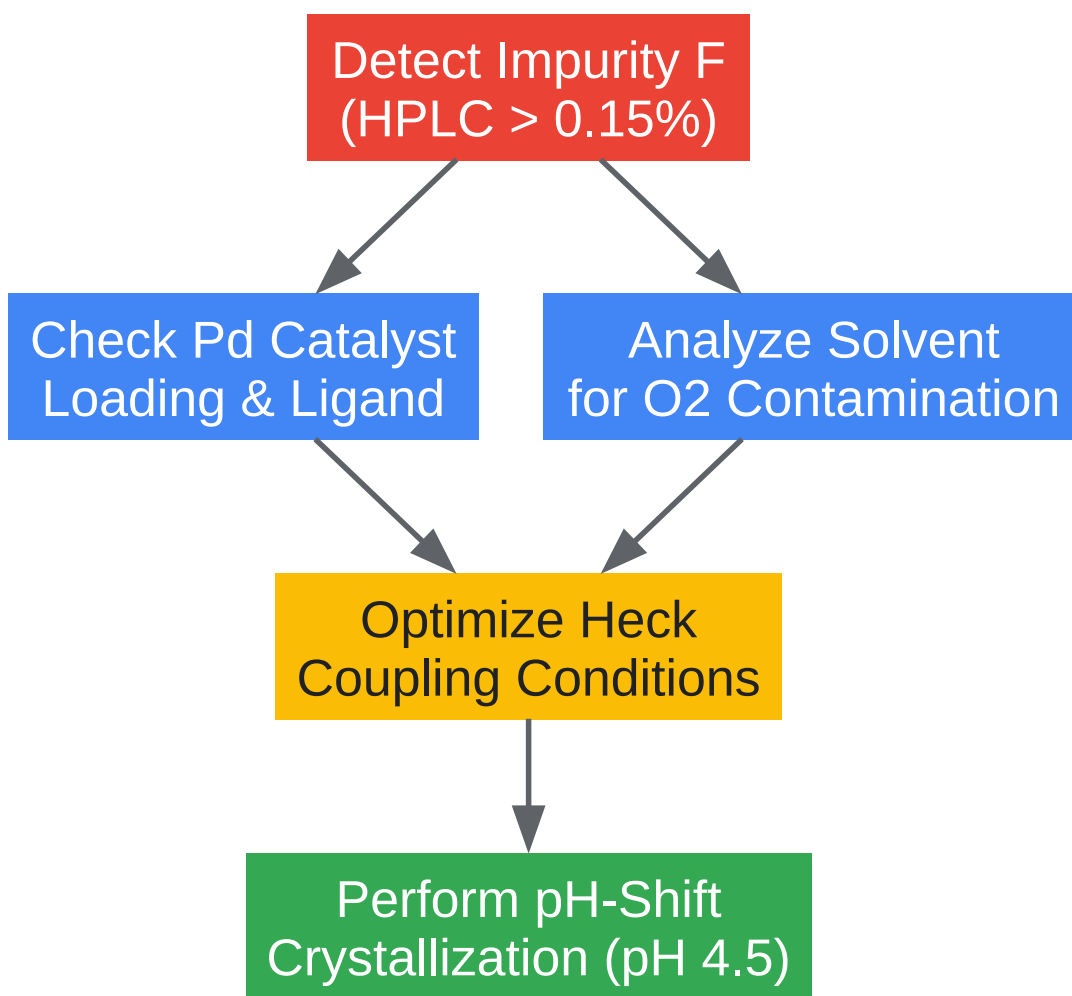 Detect Impurity F
(HPLC > 0.15%)
Check Pd Catalyst
Loading & Ligand
Analyze Solvent
for O2 Contamination
Optimize Heck
Coupling Conditions
Perform pH-Shift
Crystallization (pH 4.5)